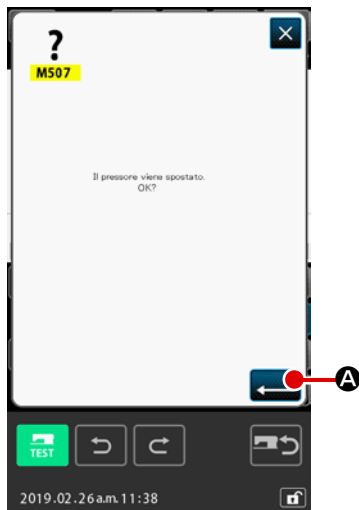 ?
M507
Il pressore viene spostato.
OK?
A
TEST
2019.02.26 a.m. 11:38